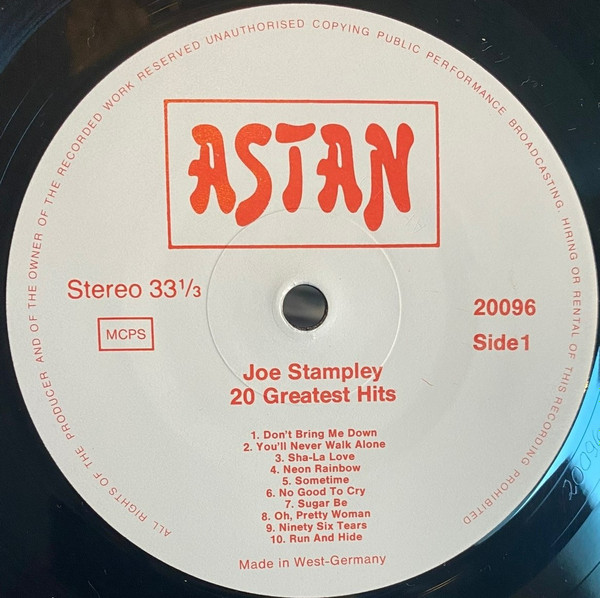 ALL RIGHTS OF THE PRODUCER AND OF THE OWNER OF THE RECORDED WORK RESERVED UNAUTHORISED COPYING PUBLIC PERFORMANCE BROADCASTING, HIRING OR RENTAL OF THIS RECORDING PROHIBITED
ASTAN
Stereo 33 1/3
MCPS
20096
Side 1
Joe Stampley
20 Greatest Hits
1. Don't Bring Me Down
2. You'll Never Walk Alone
3. Sha-La Love
4. Neon Rainbow
5. Sometime
6. No Good To Cry
7. Sugar Be
8. Oh, Pretty Woman
9. Ninety Six Tears
10. Run And Hide
Made in West-Germany